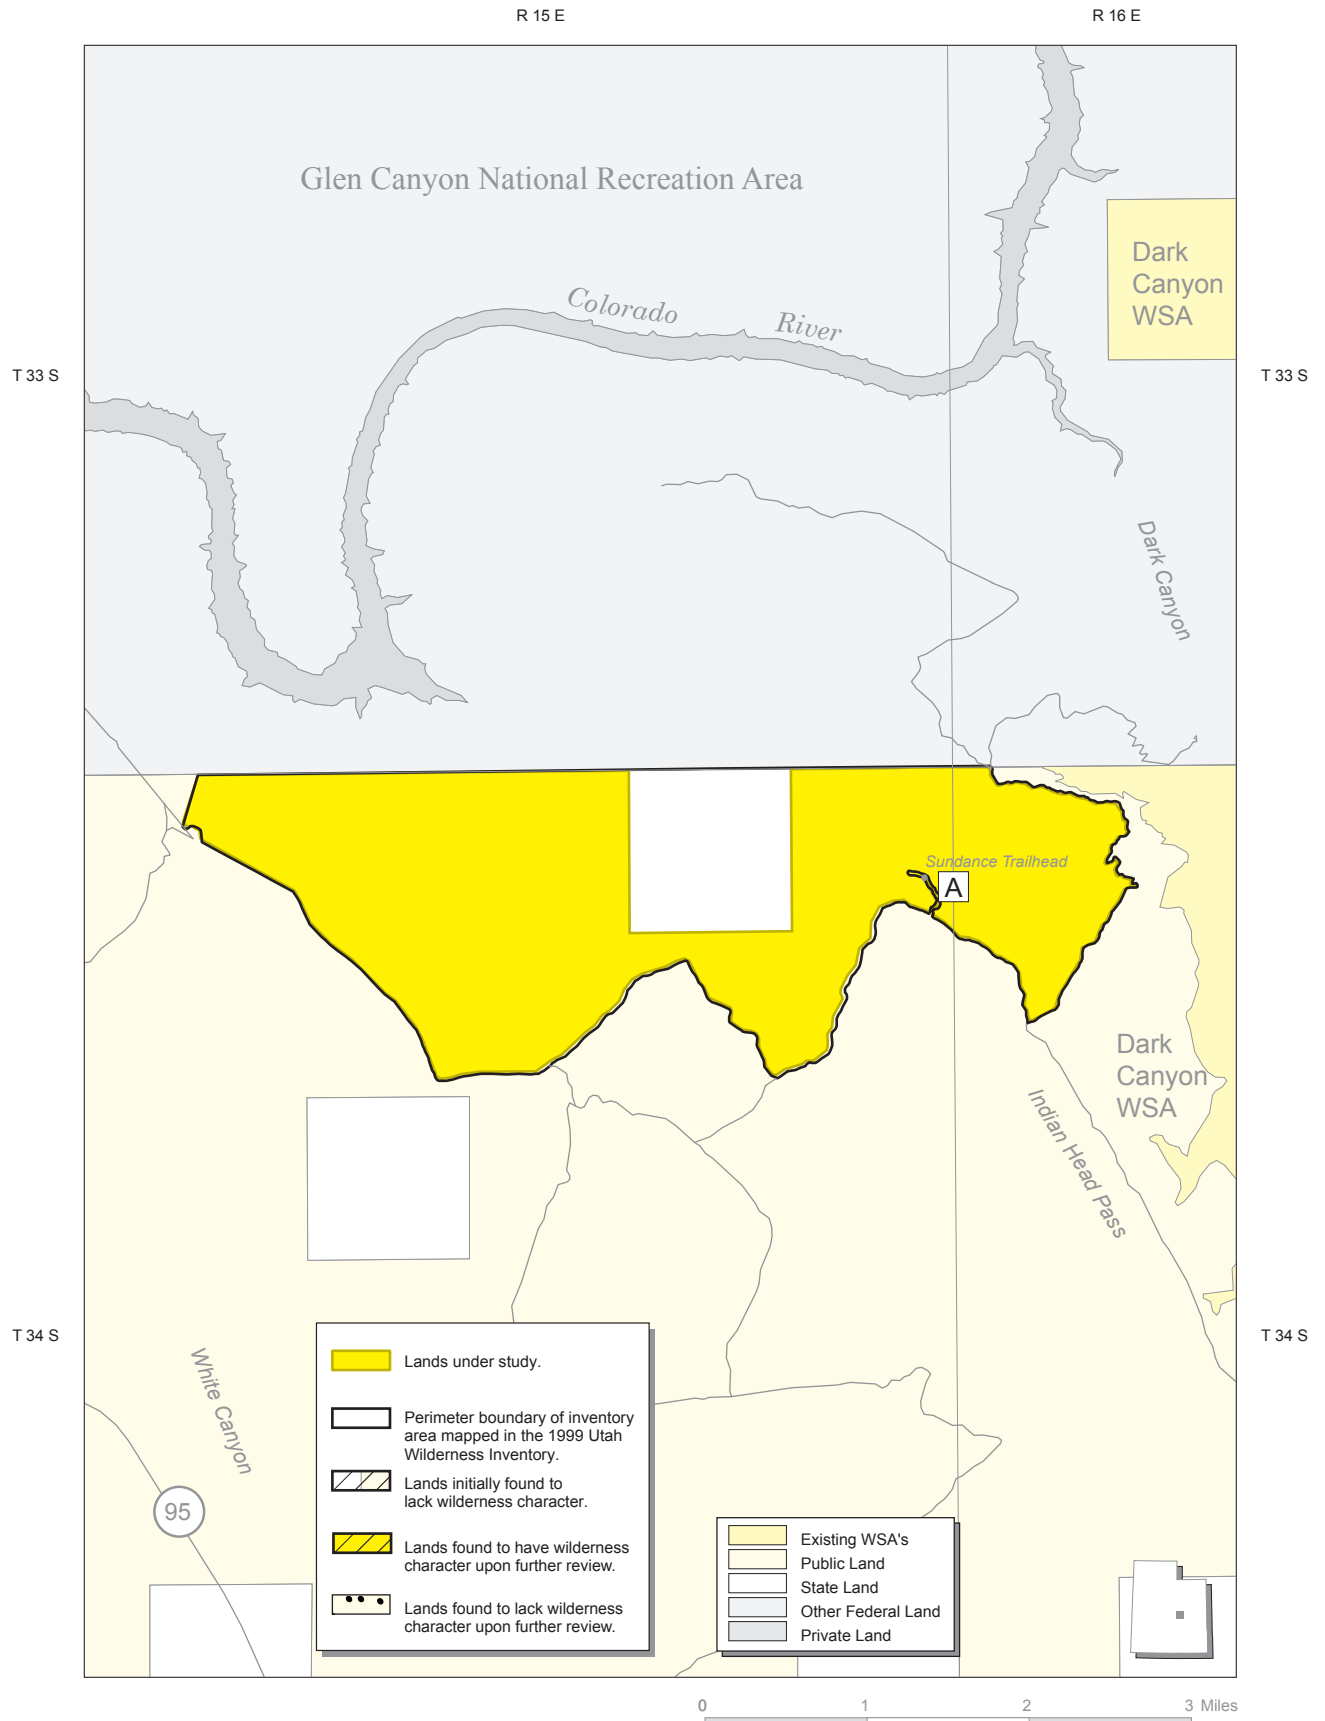 R 15 E
R 16 E
Glen Canyon National Recreation Area
Dark
Canyon
WSA
Colorado River
T 33 S
T 33 S
Dark Canyon
Sundance Trailhead
A
Dark
Canyon
WSA
Indian Head Pass
T 34 S
T 34 S
White Canyon
95
Lands under study.
Perimeter boundary of inventory
area mapped in the 1999 Utah
Wilderness Inventory.
Lands initially found to
lack wilderness character.
Lands found to have wilderness
character upon further review.
Lands found to lack wilderness
character upon further review.
Existing WSA's
Public Land
State Land
Other Federal Land
Private Land
0 1 2 3 Miles